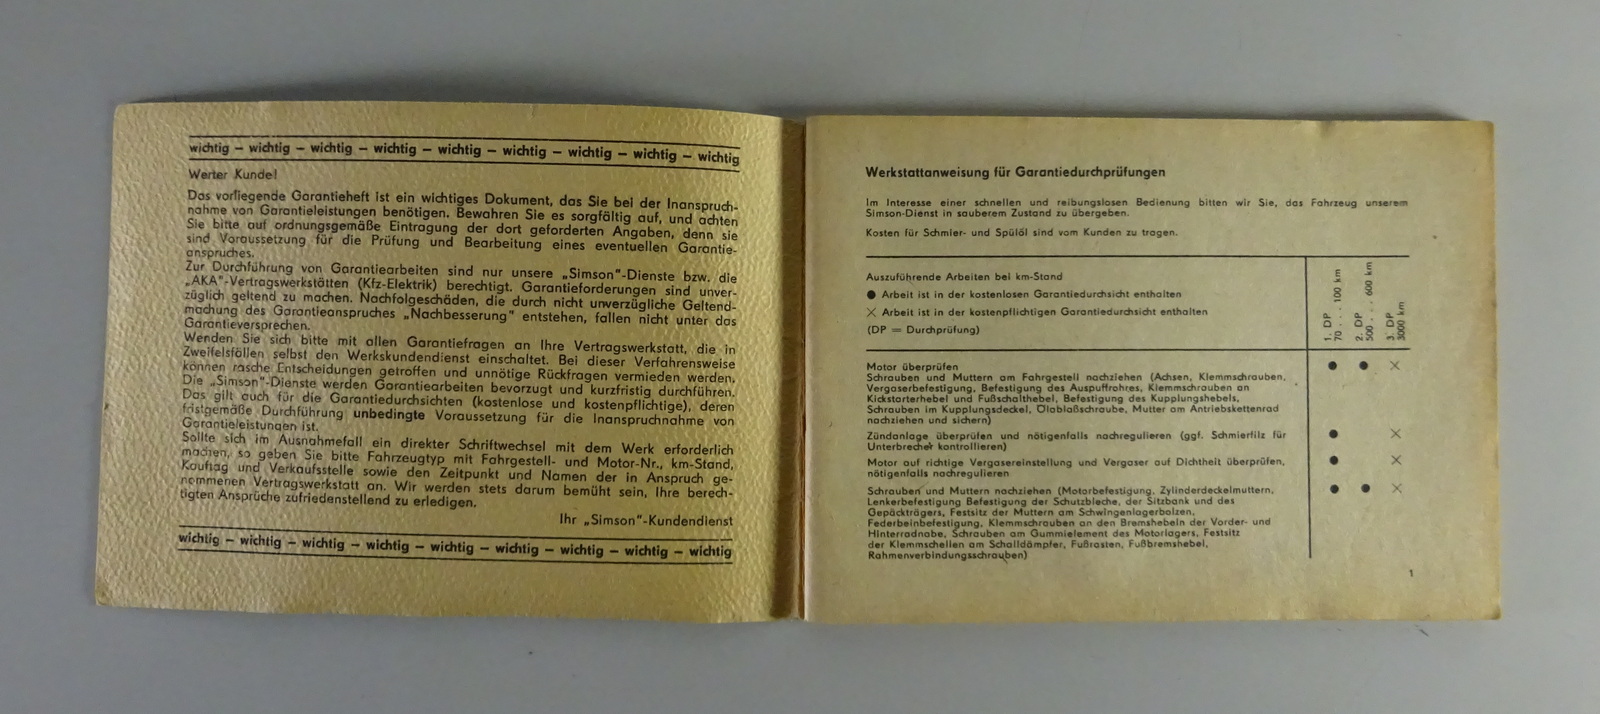 wichtig – wichtig – wichtig – wichtig – wichtig – wichtig – wichtig – wichtig – wichtig
Werter Kunde!
Das vorliegende Garantieheft ist ein wichtiges Dokument, das Sie bei der Inanspruch-
nahme von Garantieleistungen benötigen. Bewahren Sie es sorgfältig auf, und achten
Sie bitte auf ordnungsgemäße Eintragung der dort geforderten Angaben, denn sie
sind Voraussetzung für die Prüfung und Bearbeitung eines eventuellen Garantie-
anspruches.
Zur Durchführung von Garantiearbeiten sind nur unsere „Simson"-Dienste bzw. die
„AKA"-Vertragswerkstätten (Kfz-Elektrik) berechtigt. Garantieforderungen sind unver-
züglich geltend zu machen. Nachfolgeschäden, die durch nicht unverzügliche Geltend-
machung des Garantieanspruches „Nachbesserung" entstehen, fallen nicht unter das
Garantieversprechen.
Wenden Sie sich bitte mit allen Garantiefragen an Ihre Vertragswerkstatt, die in
Zweifelsfällen selbst den Werkskundendienst einschaltet. Bei dieser Verfahrensweise
können rasche Entscheidungen getroffen und unnötige Rückfragen vermieden werden.
Die „Simson"-Dienste werden Garantiearbeiten bevorzugt und kurzfristig durchführen.
Das gilt auch für die Garantiedurchsichten (kostenlose und kostenpflichtige), deren
fristgemäße Durchführung unbedingte Voraussetzung für die Inanspruchnahme von
Garantieleistungen ist.
Sollte sich im Ausnahmefall ein direkter Schriftwechsel mit dem Werk erforderlich
machen, so geben Sie bitte Fahrzeugtyp mit Fahrgestell- und Motor-Nr., km-Stand,
Kauftag und Verkaufsstelle sowie den Zeitpunkt und Namen der in Anspruch ge-
nommenen Vertragswerkstatt an. Wir werden stets darum bemüht sein, Ihre berech-
tigten Ansprüche zufriedenstellend zu erledigen.
Ihr „Simson"-Kundendienst
wichtig – wichtig – wichtig – wichtig – wichtig – wichtig – wichtig – wichtig – wichtig
Werkstattanweisung für Garantiedurchprüfungen
Im Interesse einer schnellen und reibungslosen Bedienung bitten wir Sie, das Fahrzeug unserem
Simson-Dienst in sauberem Zustand zu übergeben.
Kosten für Schmier- und Spülöl sind vom Kunden zu tragen.
Auszuführende Arbeiten bei km-Stand
● Arbeit ist in der kostenlosen Garantiedurchsicht enthalten
× Arbeit ist in der kostenpflichtigen Garantiedurchsicht enthalten
(DP = Durchprüfung)
1. DP
70 . . . 100 km
2. DP
500 . . . 600 km
3. DP
3000 km
Motor überprüfen ● ● ×
Schrauben und Muttern am Fahrgestell nachziehen (Achsen, Klemmschrauben,
Vergaserbefestigung, Befestigung des Auspuffrohres, Klemmschrauben an
Kickstarterhebel und Fußschalthebel, Befestigung des Kupplungshebels,
Schrauben im Kupplungsdeckel, Ölablaßschraube, Mutter am Antriebskettenrad
nachziehen und sichern)
Zündanlage überprüfen und nötigenfalls nachregulieren (ggf. Schmierfilz für ● ×
Unterbrecher kontrollieren)
Motor auf richtige Vergasereinstellung und Vergaser auf Dichtheit überprüfen, ● ×
nötigenfalls nachregulieren
Schrauben und Muttern nachziehen (Motorbefestigung, Zylinderdeckelmuttern, ● ● ×
Lenkerbefestigung Befestigung der Schutzbleche, der Sitzbank und des
Gepäckträgers, Festsitz der Muttern am Schwingenlagerbolzen,
Federbeinbefestigung, Klemmschrauben an den Bremshebeln der Vorder- und
Hinterradnabe, Schrauben am Gummielement des Motorlagers, Festsitz
der Klemmschellen am Schalldämpfer, Fußrasten, Fußbremshebel,
Rahmenverbindungsschrauben)
1